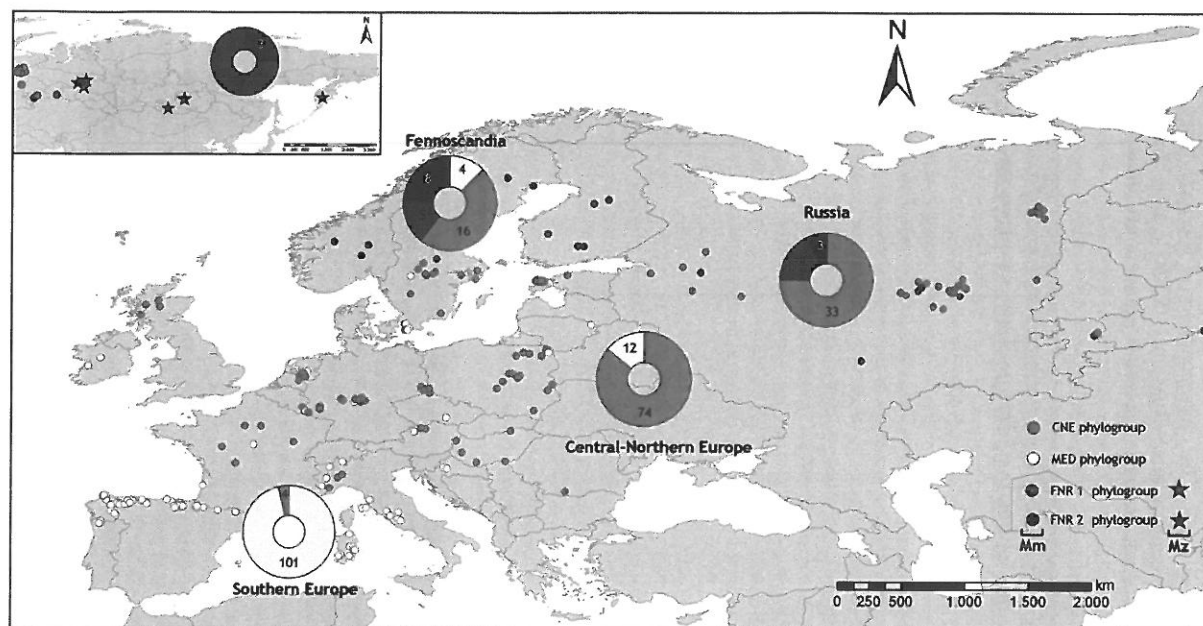 N
N
Fennoscandia
4
8
16
Russia
3
33
12
74
Central-Northern Europe
CNE phylogroup
MED phylogroup
FNR 1 phylogroup
FNR 2 phylogroup
Mm
Mz
101
Southern Europe
km
0 250 500 1.000 1.500 2.000